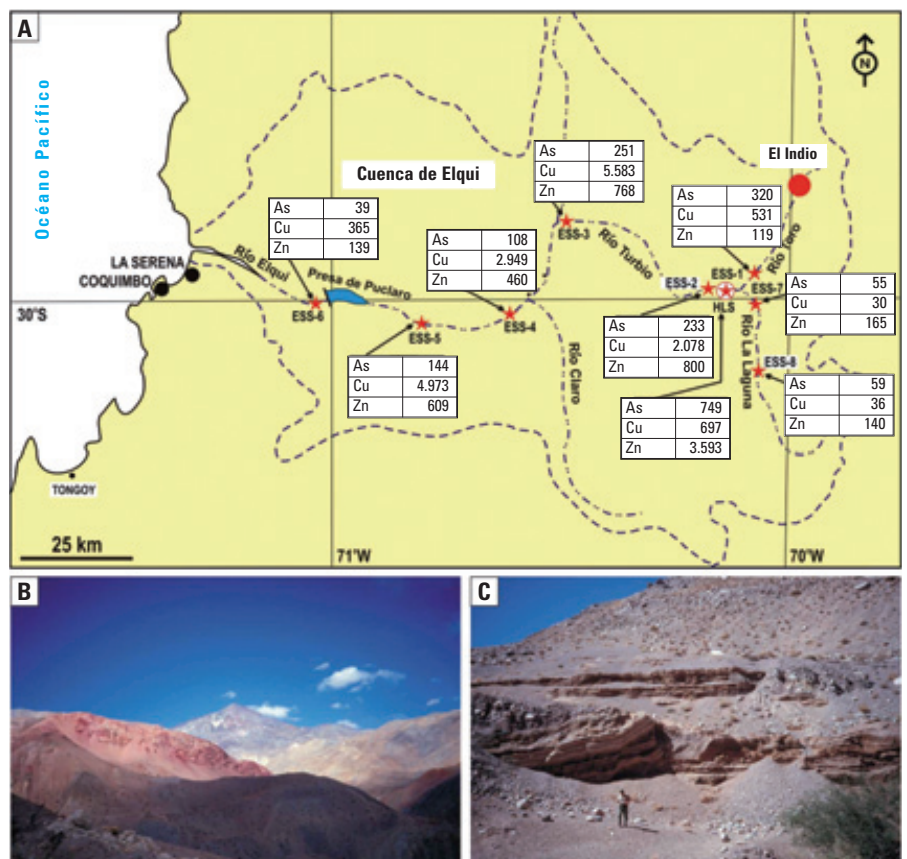 A
Océano Pacífico
N
El Indio
Cuenca de Elqui
As 251
Cu 5.583
Zn 768
As 320
Cu 531
Zn 119
As 39
Cu 365
Zn 139
As 108
Cu 2.949
Zn 460
ESS-3
Río Turbio
Río Toro
LA SERENA
COQUIMBO
Río Elqui
Presa de Puclaro
ESS-1
ESS-2
ESS-7
HLS
As 55
Cu 30
Zn 165
30°S
ESS-6
ESS-5
ESS-4
Río Claro
Río La Laguna
ESS-8
As 233
Cu 2.078
Zn 800
As 144
Cu 4.973
Zn 609
As 59
Cu 36
Zn 140
As 749
Cu 697
Zn 3.593
TONGOY
25 km
71°W
70°W
B
C